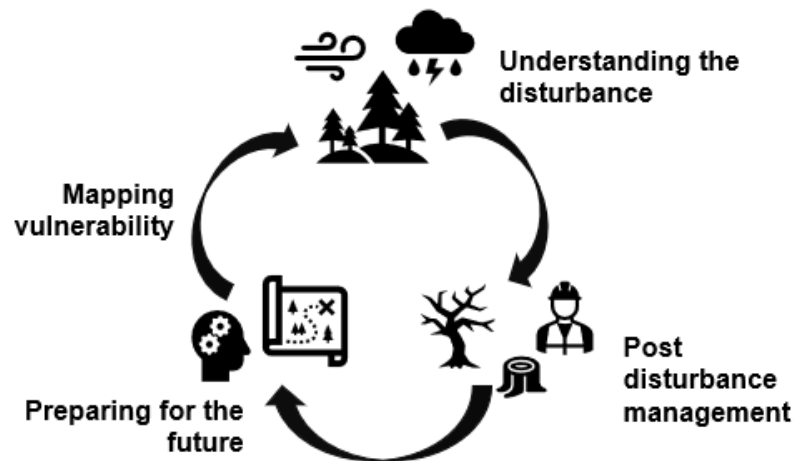 Understanding the
disturbance
Mapping
vulnerability
Post
disturbance
management
Preparing for the
future